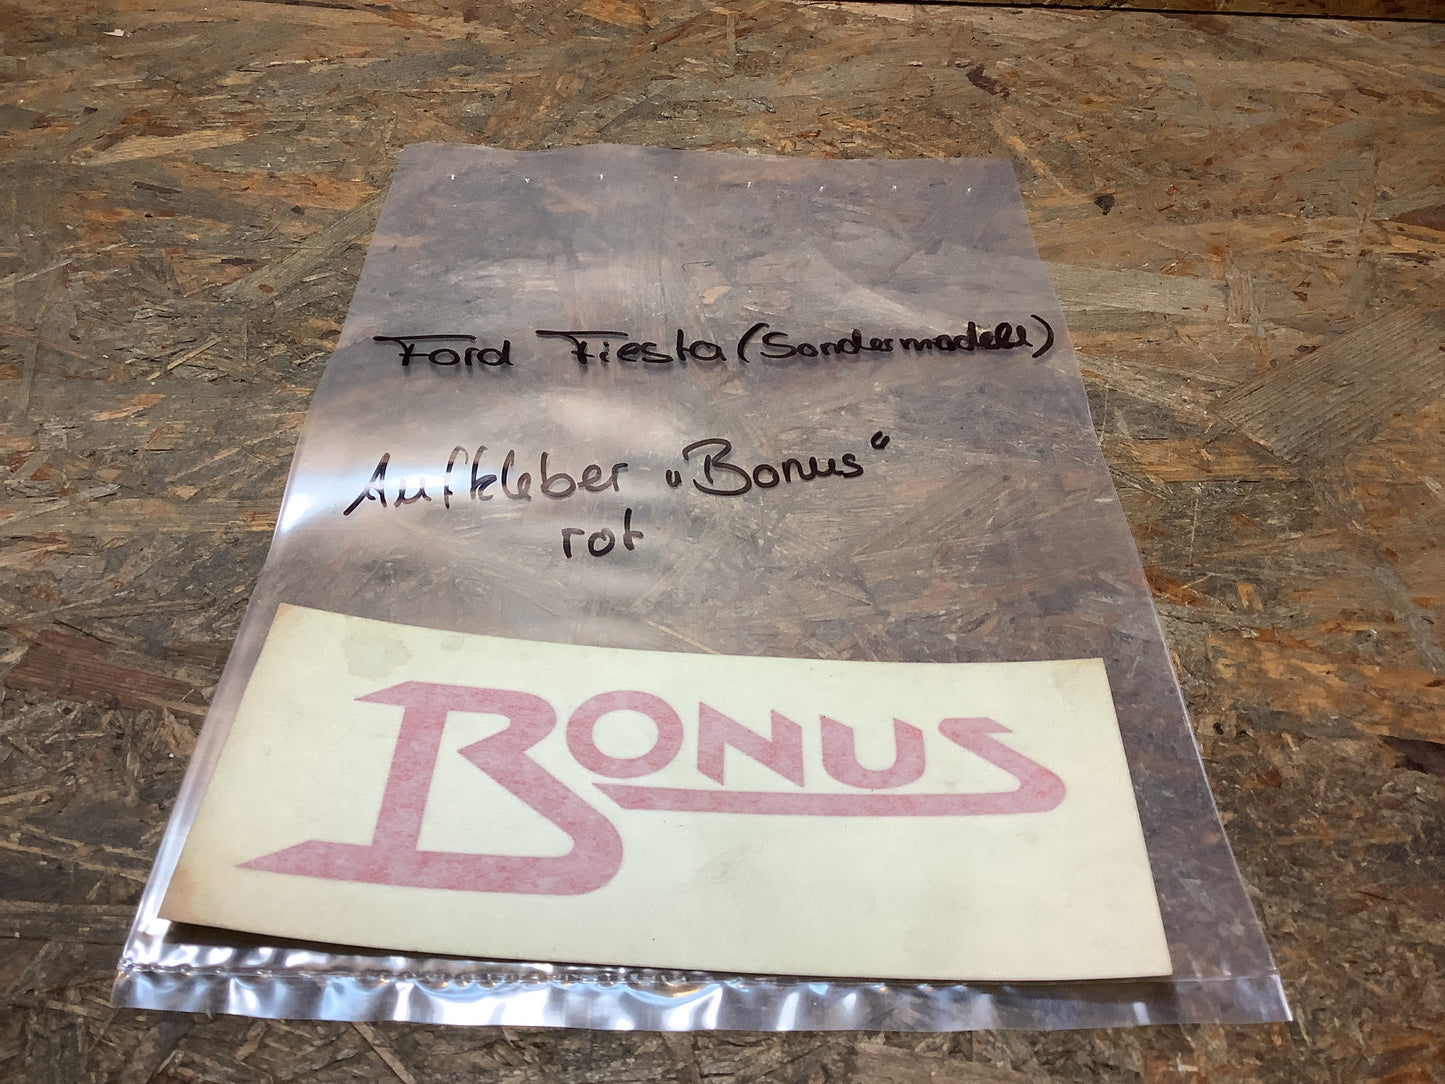 Ford Fiesta (Sondermodell)
Aufkleber „Bonus“
rot
BONUS